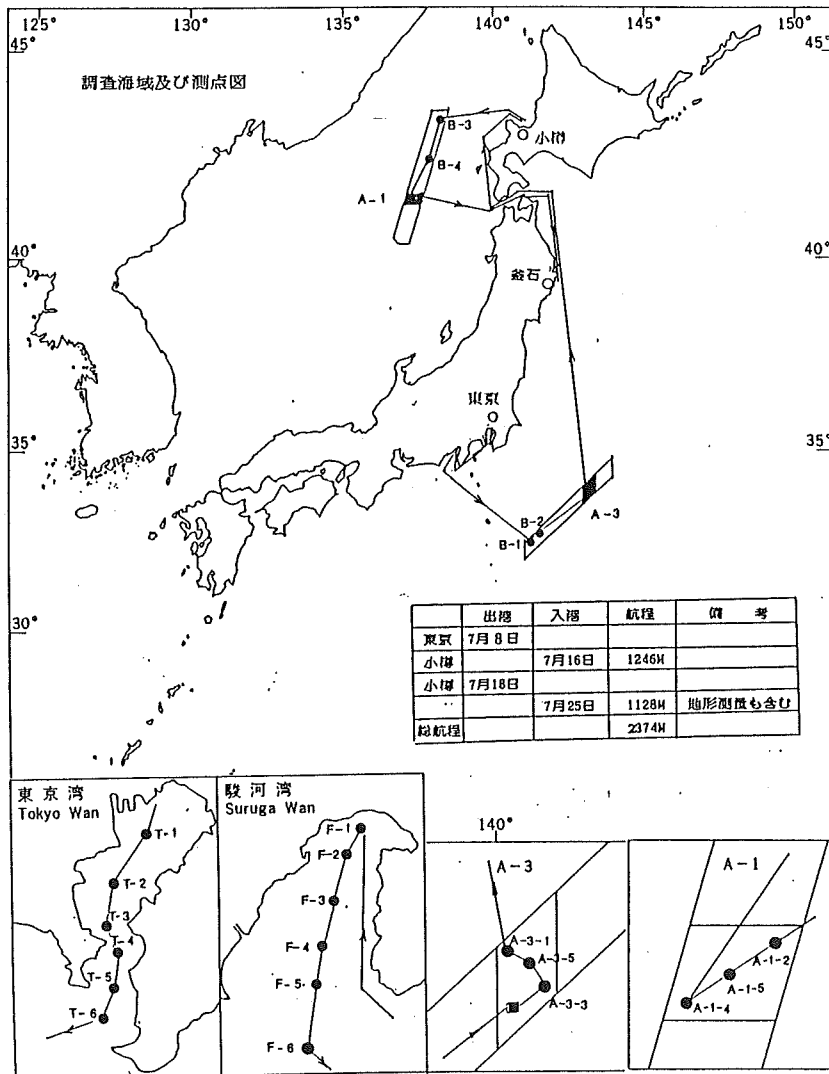 125° 130° 135° 140° 145° 150°
45° 45°
調査海域及び測点図
B-3
小樽
B-4
A-1
40° 40°
釜石
東京
35° 35°
B-2
A-3
B-1
30°
出港 入港 航程 備考
東京 7月8日
小樽 7月16日 1246M
小樽 7月18日
7月25日 1128M 地形測量も含む
総航程 2374M
東京湾
Tokyo Wan
T-1
T-2
T-3
T-4
T-5
T-6
駿河湾
Suruga Wan
F-1
F-2
F-3
F-4
F-5
F-6
140°
A-3
A-3-1
A-3-5
A-3-3
A-1
A-1-2
A-1-5
A-1-4